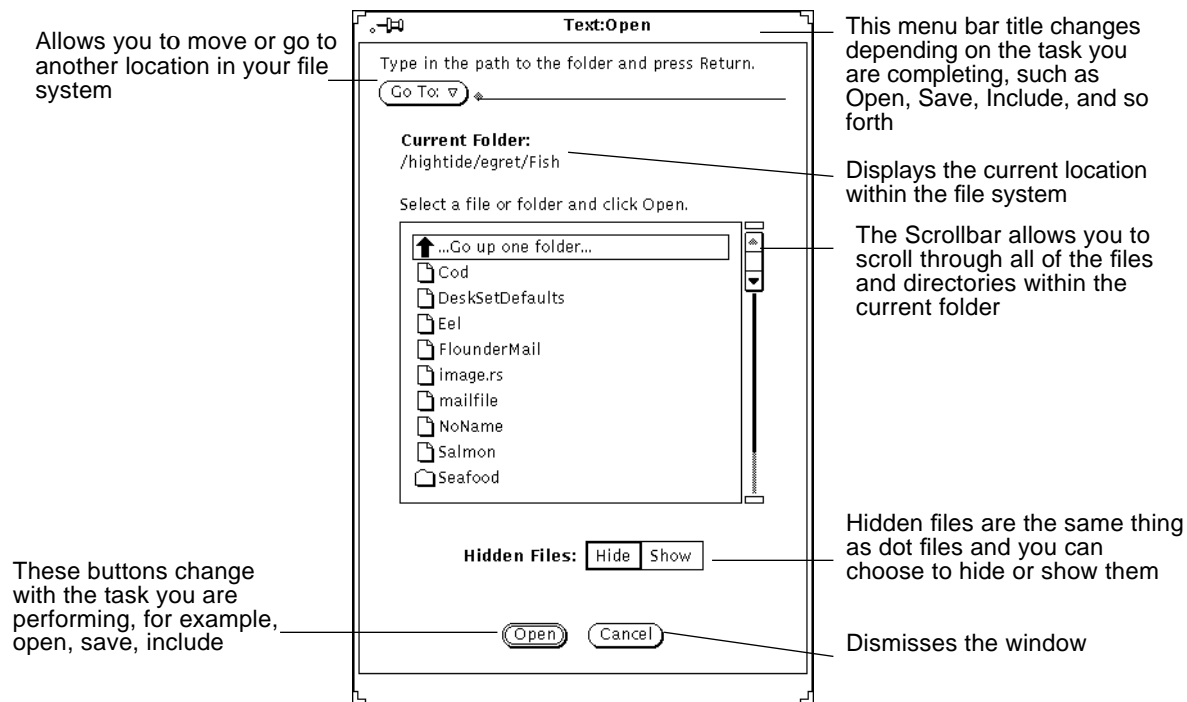 Text:Open
Allows you to move or go to
another location in your file
system
This menu bar title changes
depending on the task you
are completing, such as
Open, Save, Include, and so
forth
Type in the path to the folder and press Return.
Go To:
Current Folder:
/hightide/egret/Fish
Displays the current location
within the file system
Select a file or folder and click Open.
The Scrollbar allows you to
scroll through all of the files
and directories within the
current folder
...Go up one folder...
Cod
DeskSetDefaults
Eel
FlounderMail
image.rs
mailfile
NoName
Salmon
Seafood
Hidden Files: Hide Show
Hidden files are the same thing
as dot files and you can
choose to hide or show them
These buttons change
with the task you are
performing, for example,
open, save, include
Open Cancel
Dismisses the window